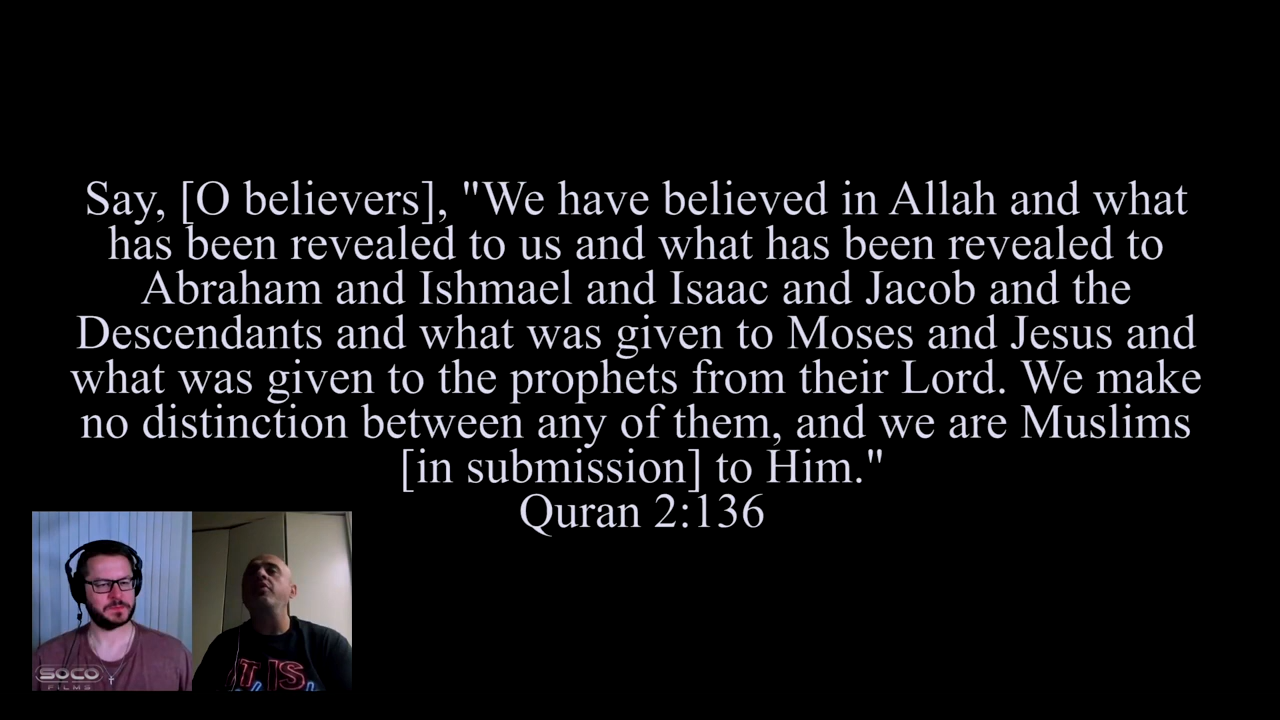 Say, [O believers], "We have believed in Allah and what
has been revealed to us and what has been revealed to
Abraham and Ishmael and Isaac and Jacob and the
Descendants and what was given to Moses and Jesus and
what was given to the prophets from their Lord. We make
no distinction between any of them, and we are Muslims
[in submission] to Him."
Quran 2:136
SOCO
FILMS
T IS